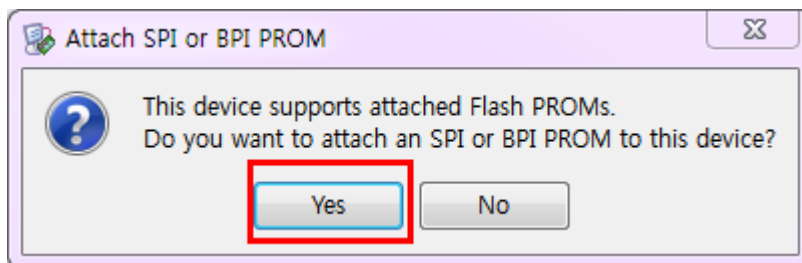 Attach SPI or BPI PROM
This device supports attached Flash PROMs.
Do you want to attach an SPI or BPI PROM to this device?
Yes
No